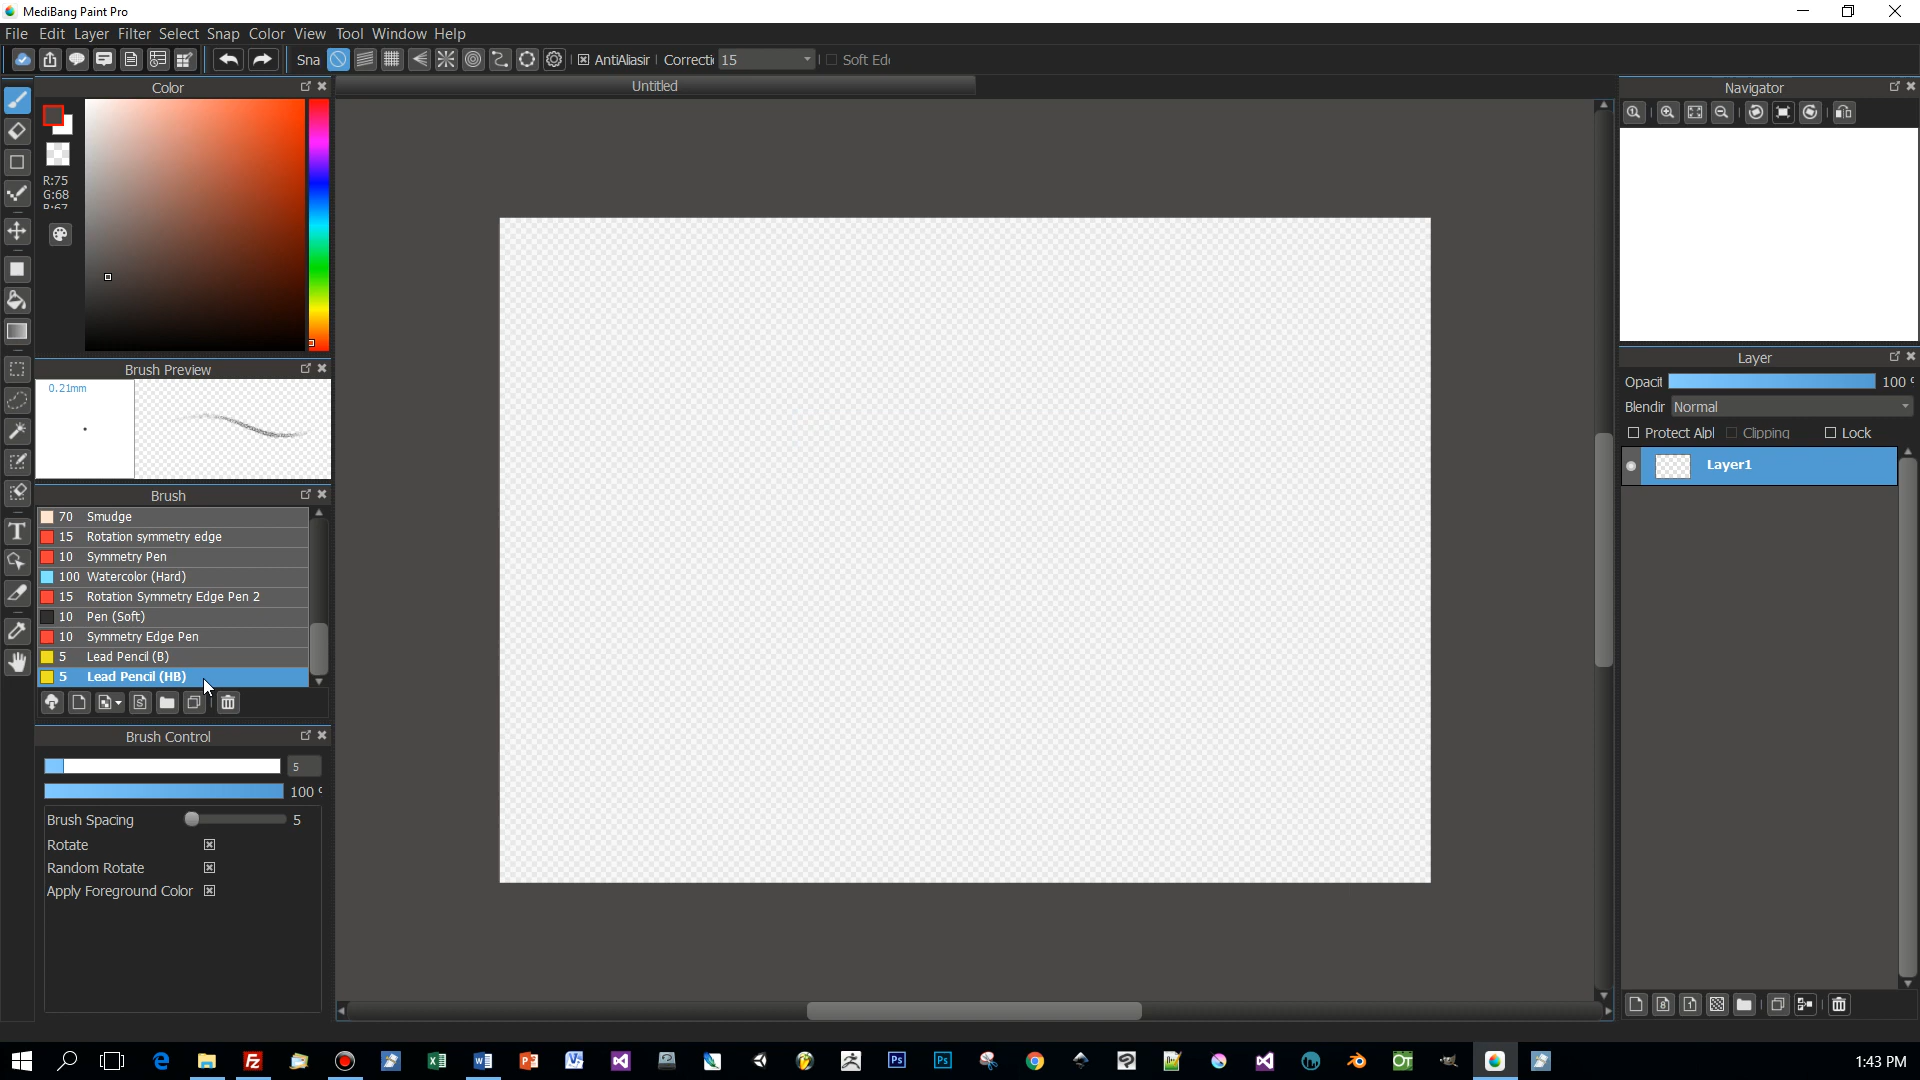 MediBang Paint Pro
File Edit Layer Filter Select Snap Color View Tool Window Help
Sna AntiAliasir Correcti 15 Soft Edg
Color
Untitled
Navigator
R:75
G:68
B:67
Brush Preview
0.21mm
Layer
Opacit 100
Blendir Normal
Protect Alpl Clipping Lock
Layer1
Brush
70 Smudge
15 Rotation symmetry edge
10 Symmetry Pen
100 Watercolor (Hard)
15 Rotation Symmetry Edge Pen 2
10 Pen (Soft)
10 Symmetry Edge Pen
5 Lead Pencil (B)
5 Lead Pencil (HB)
Brush Control
5
100
Brush Spacing 5
Rotate
Random Rotate
Apply Foreground Color
1:43 PM